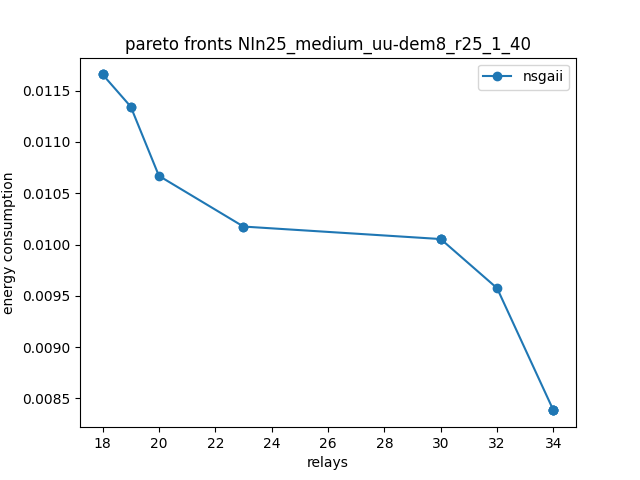 pareto fronts NIn25_medium_uu-dem8_r25_1_40
nsgaii
energy consumption
0.0115
0.0110
0.0105
0.0100
0.0095
0.0090
0.0085
18 20 22 24 26 28 30 32 34
relays